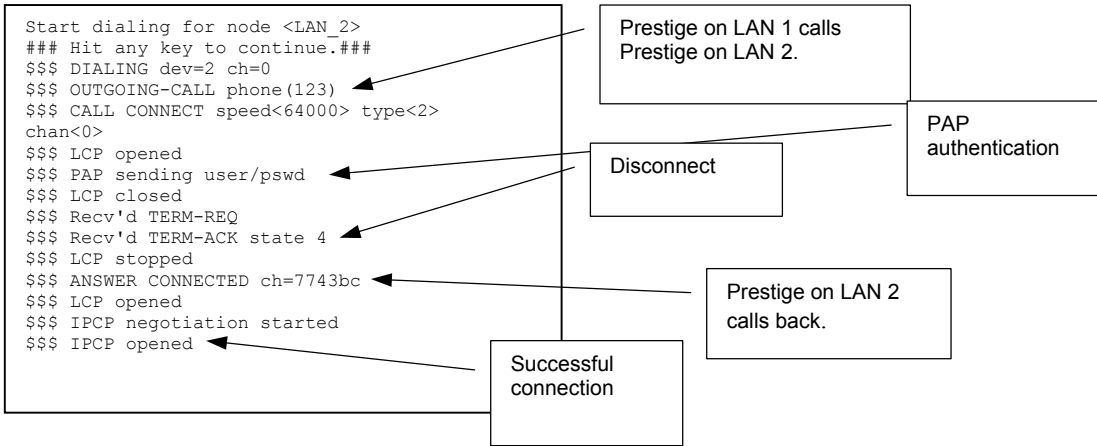 Start dialing for node <LAN_2>
### Hit any key to continue.###
$$$ DIALING dev=2 ch=0
$$$ OUTGOING-CALL phone(123)
$$$ CALL CONNECT speed<64000> type<2>
chan<0>
$$$ LCP opened
$$$ PAP sending user/pswd
$$$ LCP closed
$$$ Recv'd TERM-REQ
$$$ Recv'd TERM-ACK state 4
$$$ LCP stopped
$$$ ANSWER CONNECTED ch=7743bc
$$$ LCP opened
$$$ IPCP negotiation started
$$$ IPCP opened
Prestige on LAN 1 calls
Prestige on LAN 2.
PAP
authentication
Disconnect
Prestige on LAN 2
calls back.
Successful
connection